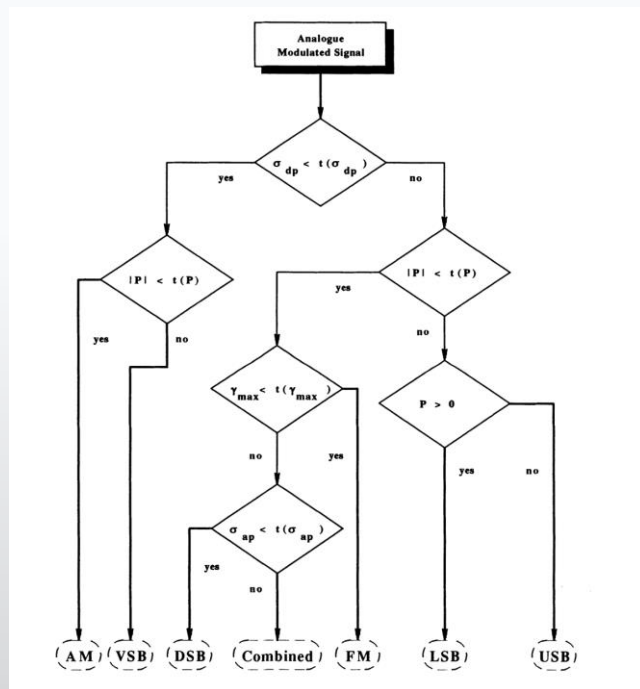 Analogue
Modulated Signal
σ dp < t(σ dp)
yes
no
|P| < t(P)
|P| < t(P)
yes
yes
no
no
γ max < t(γ max)
P > 0
no
yes
yes
no
σ ap < t(σ ap)
yes
no
AM
VSB
DSB
Combined
FM
LSB
USB